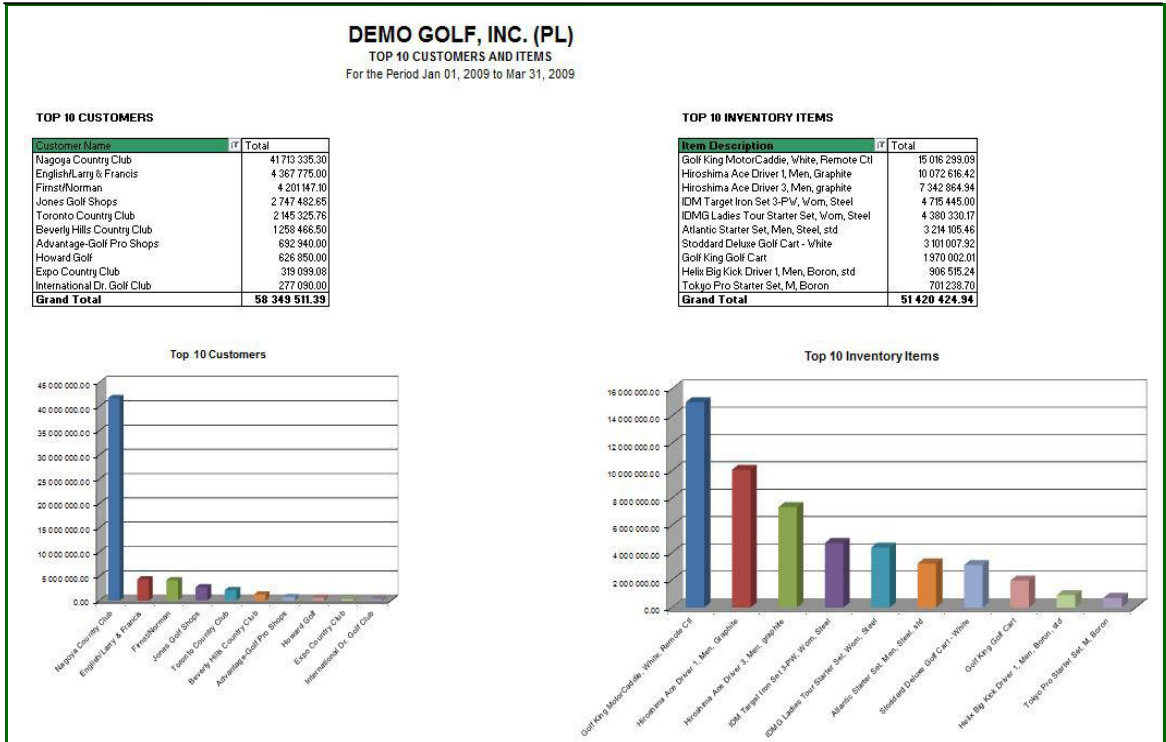 DEMO GOLF, INC. (PL)
TOP 10 CUSTOMERS AND ITEMS
For the Period Jan 01, 2009 to Mar 31, 2009
TOP 10 CUSTOMERS
Customer Name Total
Nagoya Country Club 41 713 335.30
English/Larry & Francis 4 367 775.00
Firnst/Norman 4 201 147.10
Jones Golf Shops 2 747 482.65
Toronto Country Club 2 145 325.76
Beverly Hills Country Club 1 258 466.50
Advantage-Golf Pro Shops 692 940.00
Howard Golf 626 850.00
Expo Country Club 319 099.08
International Dr. Golf Club 277 090.00
Grand Total 58 349 511.39
TOP 10 INVENTORY ITEMS
Item Description Total
Golf King MotorCaddie, White, Remote Ctl 15 016 299.09
Hiroshima Ace Driver 1, Men, Graphite 10 072 616.42
Hiroshima Ace Driver 3, Men, graphite 7 342 864.94
IDM Target Iron Set 3-PW, Wom, Steel 4 715 445.00
IDMG Ladies Tour Starter Set, Wom, Steel 4 380 330.17
Atlantic Starter Set, Men, Steel, std 3 214 105.46
Stoddard Deluxe Golf Cart - White 3 101 007.92
Golf King Golf Cart 1 970 002.01
Helix Big Kick Driver 1, Men, Boron, std 906 515.24
Tokyo Pro Starter Set, M, Boron 701 238.70
Grand Total 51 420 424.94
Top 10 Customers
45 000 000.00
40 000 000.00
35 000 000.00
30 000 000.00
25 000 000.00
20 000 000.00
15 000 000.00
10 000 000.00
5 000 000.00
0.00
Nagoya Country Club
English/Larry & Francis
Firnst/Norman
Jones Golf Shops
Toronto Country Club
Beverly Hills Country Club
Advantage-Golf Pro Shops
Howard Golf
Expo Country Club
International Dr. Golf Club
Top 10 Inventory Items
16 000 000.00
14 000 000.00
12 000 000.00
10 000 000.00
8 000 000.00
6 000 000.00
4 000 000.00
2 000 000.00
0.00
Golf King MotorCaddie, White, Remote Ctl
Hiroshima Ace Driver 1, Men, Graphite
Hiroshima Ace Driver 3, Men, graphite
IDM Target Iron Set 3-PW, Wom, Steel
IDMG Ladies Tour Starter Set, Wom, Steel
Atlantic Starter Set, Men, Steel, std
Stoddard Deluxe Golf Cart - White
Golf King Golf Cart
Helix Big Kick Driver 1, Men, Boron, std
Tokyo Pro Starter Set, M, Boron